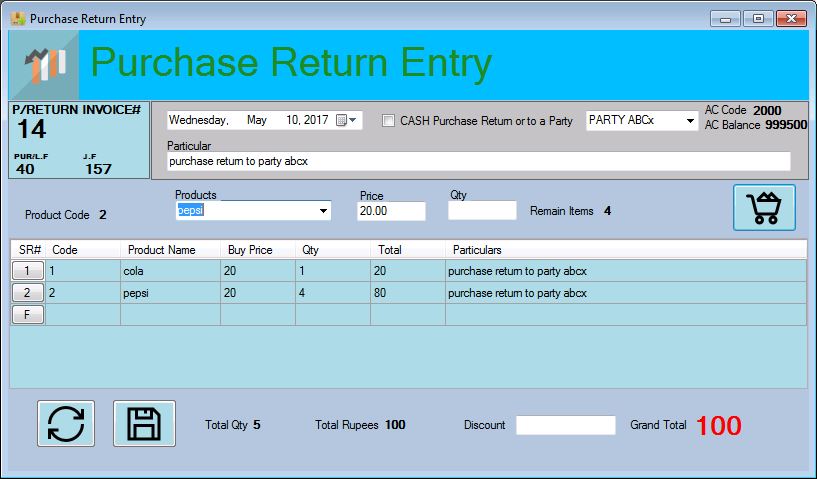 Purchase Return Entry
Purchase Return Entry
P/RETURN INVOICE#
14
PUR/L.F J.F
40 157
Wednesday, May 10, 2017
CASH Purchase Return or to a Party
PARTY ABCx
AC Code 2000
AC Balance 999500
Particular
purchase return to party abcx
Product Code 2
Products
pepsi
Price
20.00
Qty
Remain Items 4
SR# Code Product Name Buy Price Qty Total Particulars
1 1 cola 20 1 20 purchase return to party abcx
2 2 pepsi 20 4 80 purchase return to party abcx
F
Total Qty 5 Total Rupees 100 Discount Grand Total 100